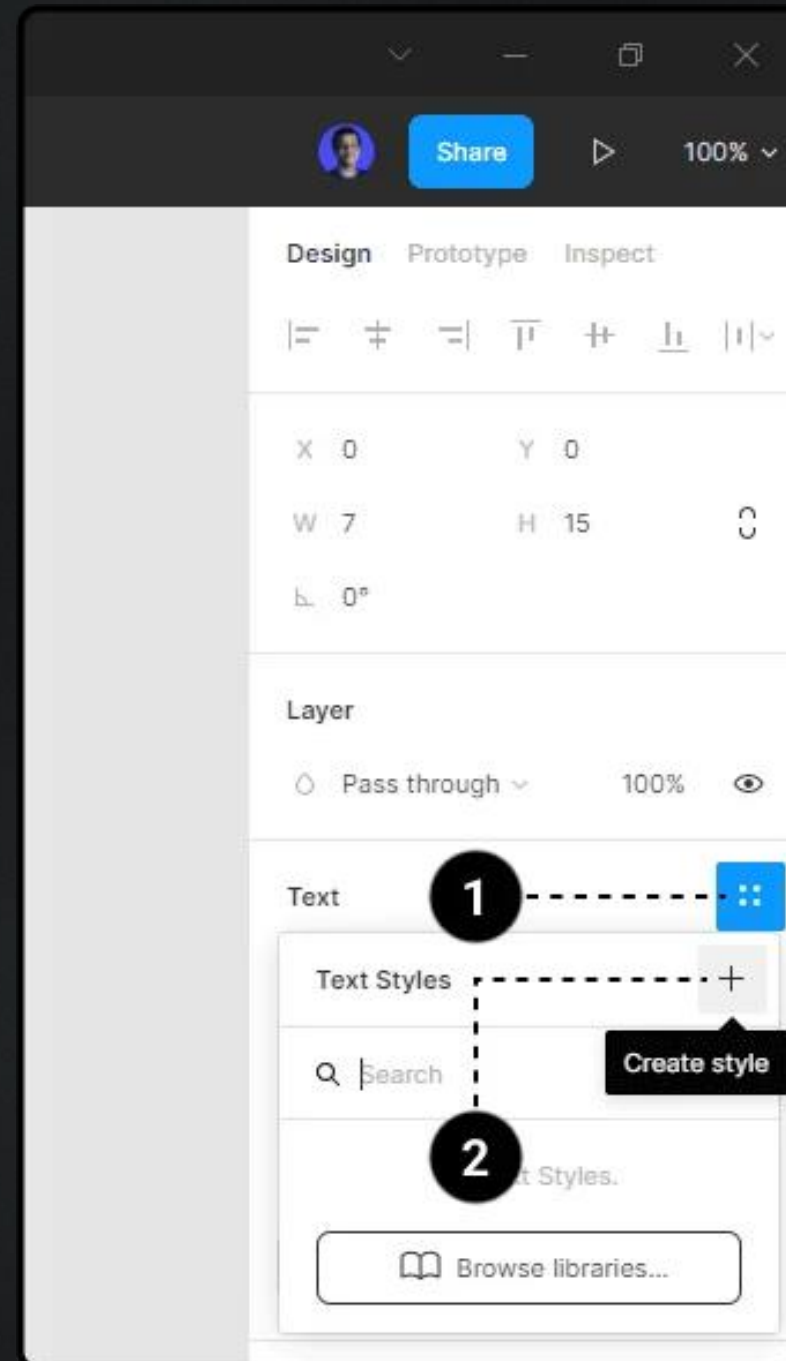 Share
100%
Design Prototype Inspect
X 0 Y 0
W 7 H 15
0°
Layer
Pass through 100%
Text 1
Text Styles +
Search Create style
2 Styles.
Browse libraries...